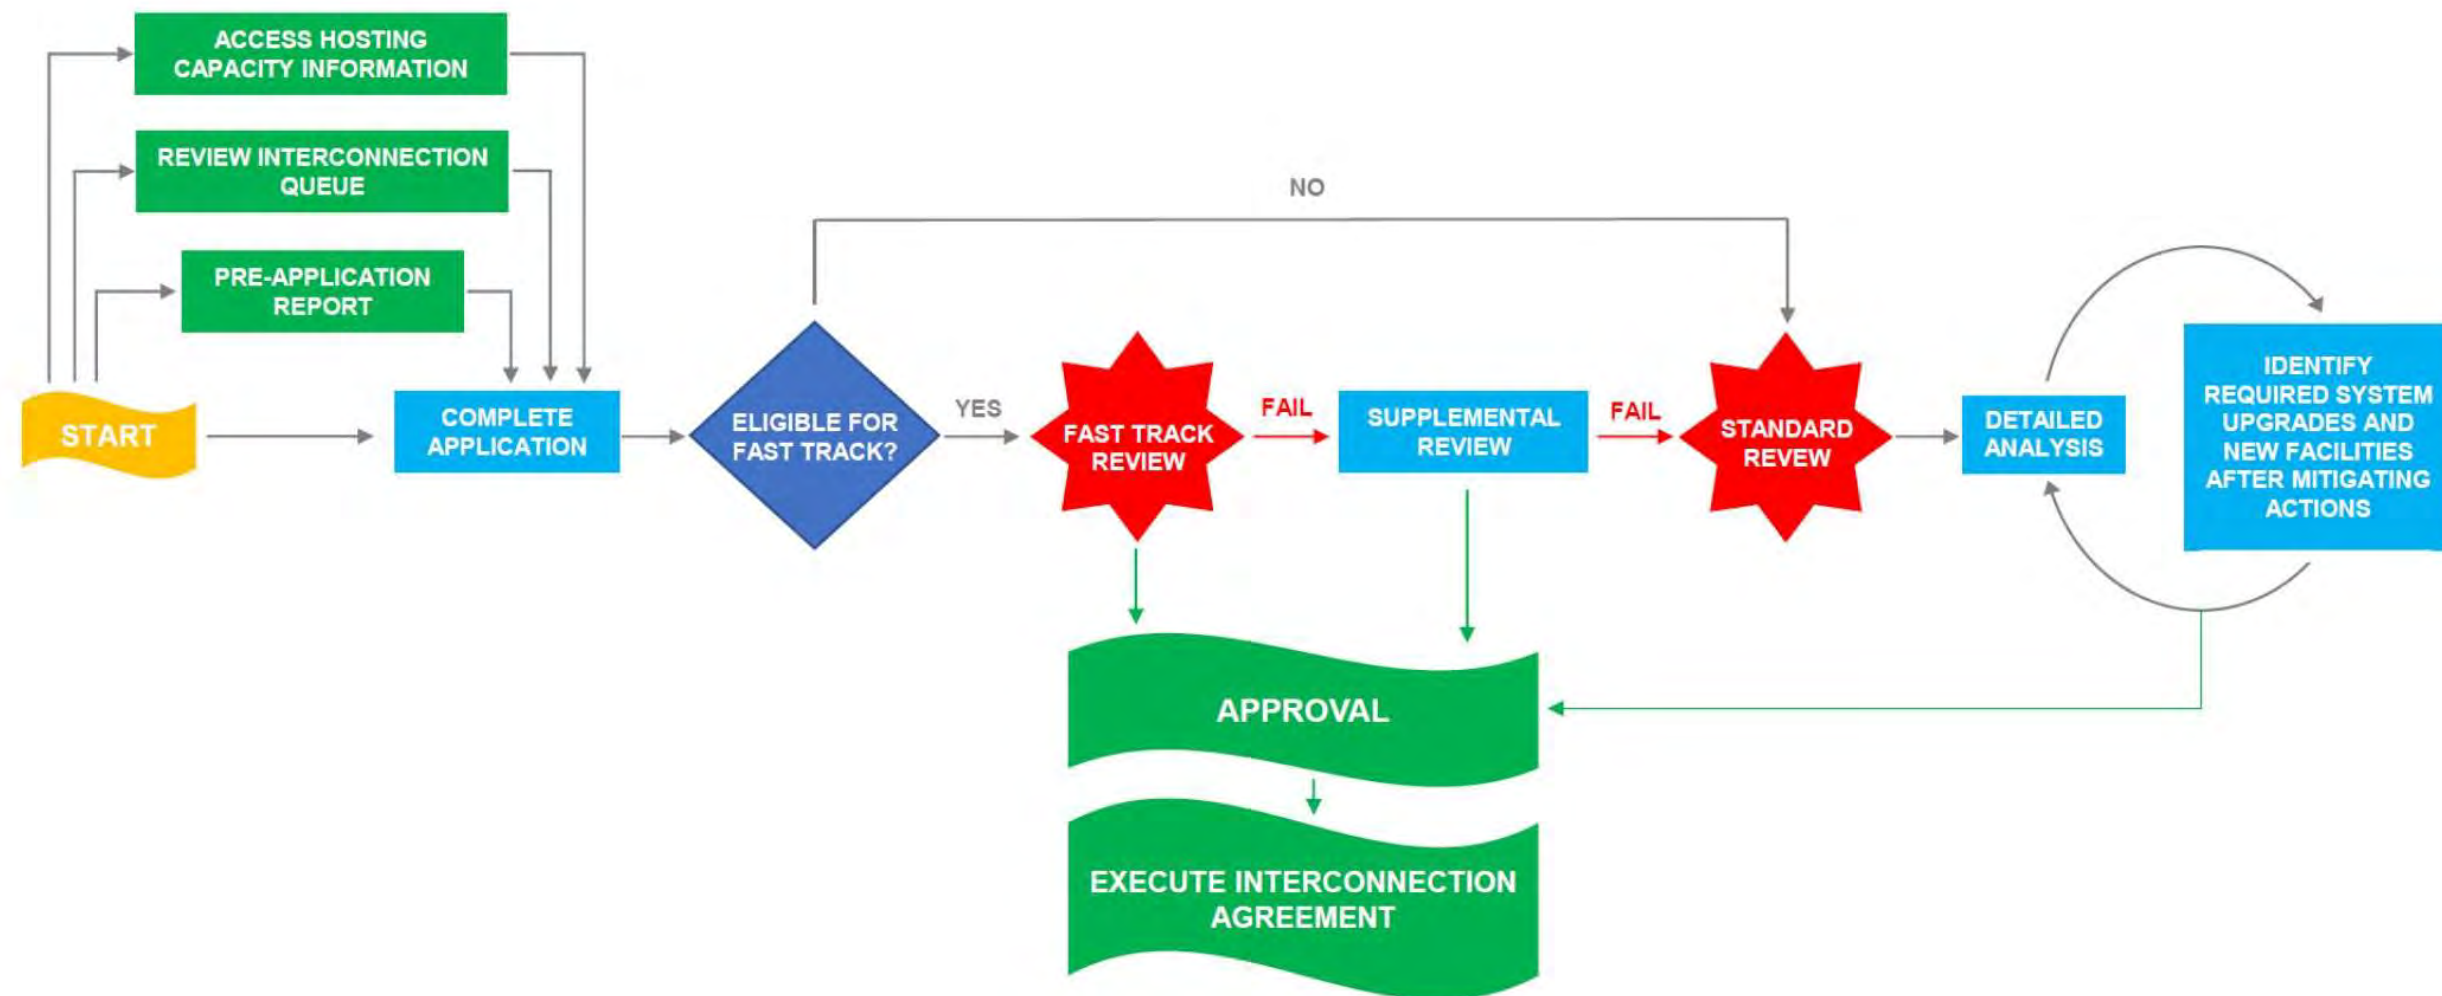 ACCESS HOSTING
CAPACITY INFORMATION
REVIEW INTERCONNECTION
QUEUE
PRE-APPLICATION
REPORT
START
COMPLETE
APPLICATION
ELIGIBLE FOR
FAST TRACK?
NO
YES
FAST TRACK
REVIEW
FAIL
SUPPLEMENTAL
REVIEW
FAIL
STANDARD
REVEW
DETAILED
ANALYSIS
IDENTIFY
REQUIRED SYSTEM
UPGRADES AND
NEW FACILITIES
AFTER MITIGATING
ACTIONS
APPROVAL
EXECUTE INTERCONNECTION
AGREEMENT